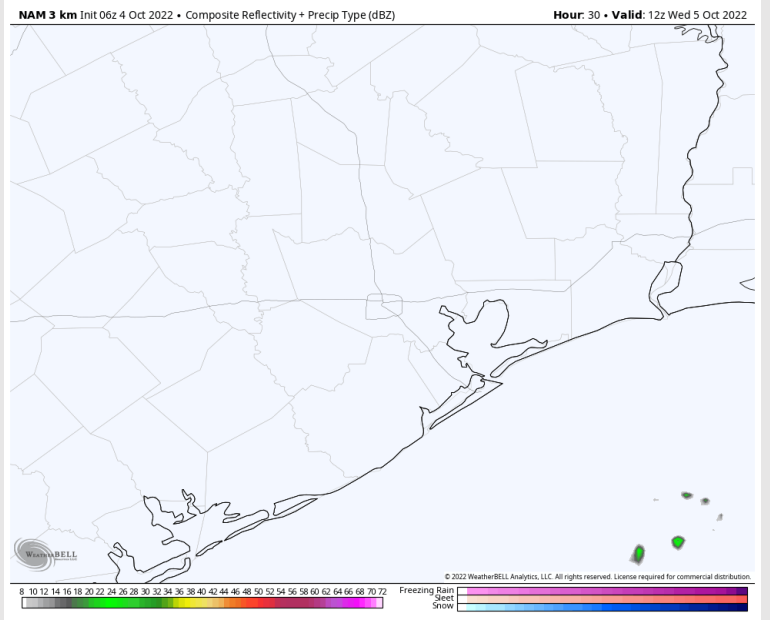 NAM 3 km Init 06z 4 Oct 2022 • Composite Reflectivity + Precip Type (dBZ) Hour: 30 • Valid: 12z Wed 5 Oct 2022
WEATHERBELL
© 2022 WeatherBELL Analytics, LLC. All rights reserved. License required for commercial distribution.
8 10 12 14 16 18 20 22 24 26 28 30 32 34 36 38 40 42 44 46 48 50 52 54 56 58 60 62 64 66 68 70 72
Freezing Rain
Sleet
Snow